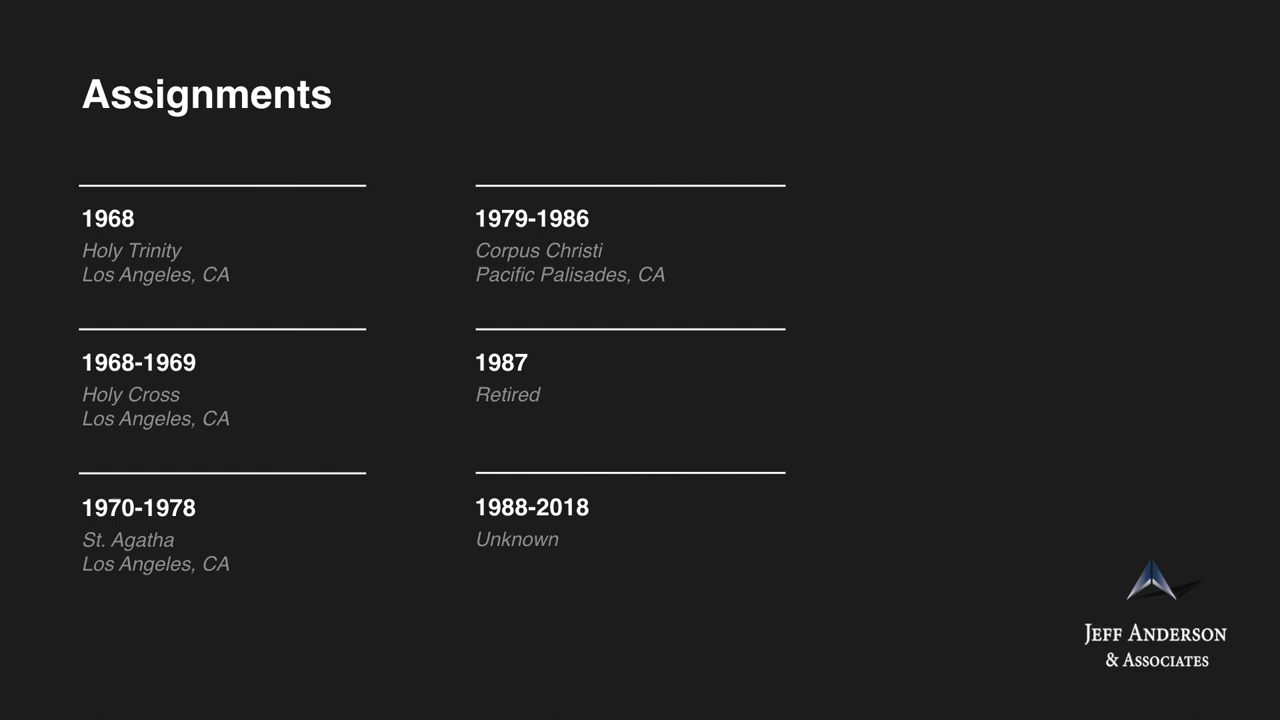 Assignments
1968
Holy Trinity
Los Angeles, CA
1968-1969
Holy Cross
Los Angeles, CA
1970-1978
St. Agatha
Los Angeles, CA
1979-1986
Corpus Christi
Pacific Palisades, CA
1987
Retired
1988-2018
Unknown
JEFF ANDERSON
& ASSOCIATES